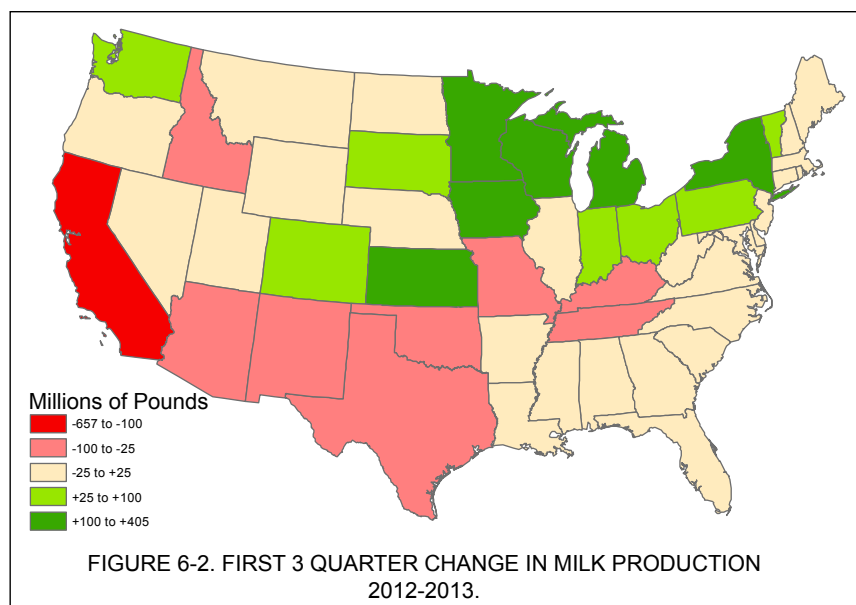 Millions of Pounds
-657 to -100
-100 to -25
-25 to +25
+25 to +100
+100 to +405
FIGURE 6-2. FIRST 3 QUARTER CHANGE IN MILK PRODUCTION
2012-2013.